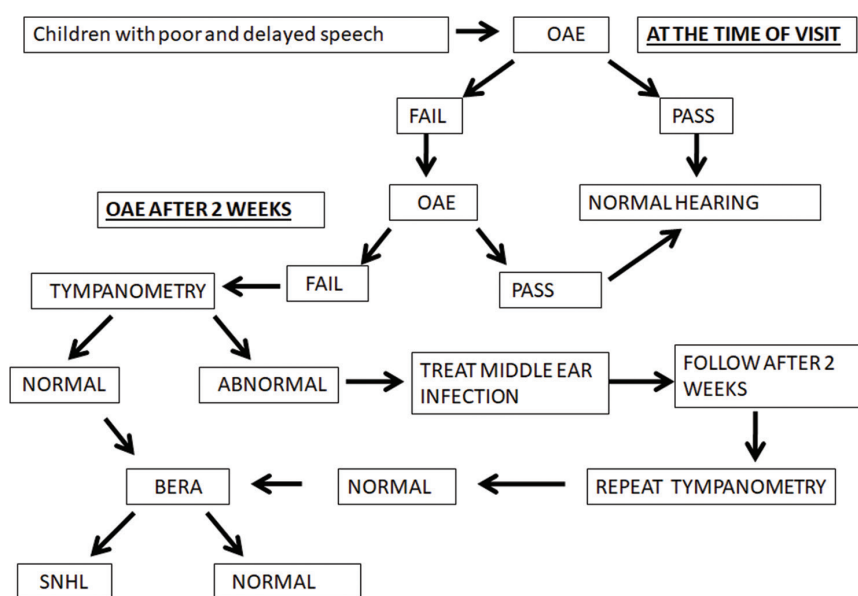 Children with poor and delayed speech
OAE
AT THE TIME OF VISIT
FAIL
PASS
OAE AFTER 2 WEEKS
OAE
NORMAL HEARING
TYMPANOMETRY
FAIL
PASS
NORMAL
ABNORMAL
TREAT MIDDLE EAR
INFECTION
FOLLOW AFTER 2
WEEKS
BERA
NORMAL
REPEAT TYMPANOMETRY
SNHL
NORMAL